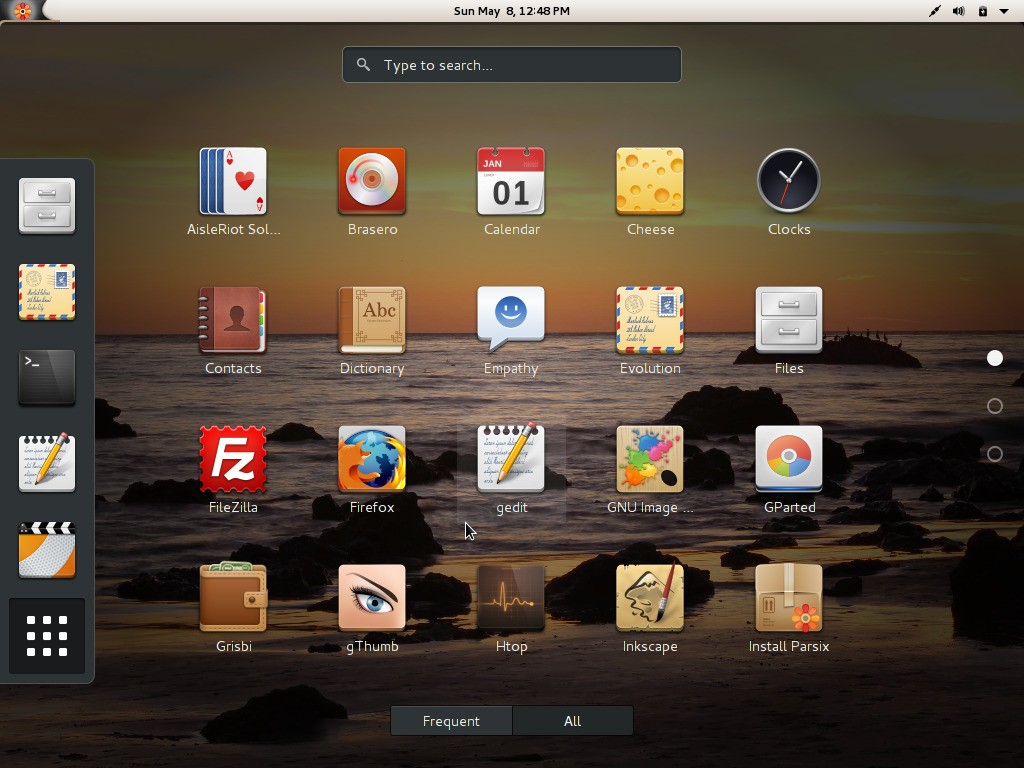 Sun May 8, 12:48 PM
Type to search...
JAN
01
AisleRiot Sol...
Brasero
Calendar
Cheese
Clocks
Abc
Contacts
Dictionary
Empathy
Evolution
Files
>_
FZ
FileZilla
Firefox
gedit
GNU Image ...
GParted
Grisbi
gThumb
Htop
Inkscape
Install Parsix
Frequent
All